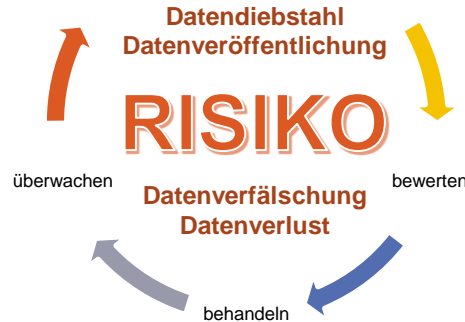 Datendiebstahl
Datenveröffentlichung
RISIKO
überwachen
bewerten
Datenverfälschung
Datenverlust
behandeln